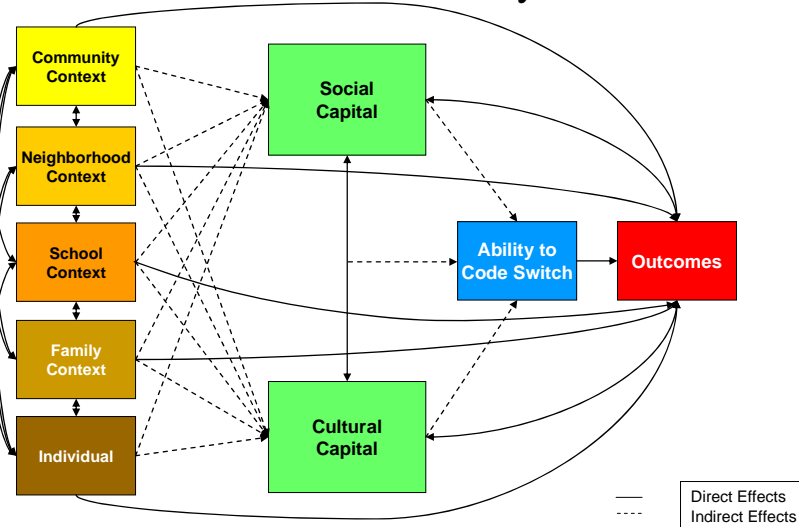 Community
Context
Neighborhood
Context
School
Context
Family
Context
Individual
Social
Capital
Cultural
Capital
Ability to
Code Switch
Outcomes
Direct Effects
Indirect Effects